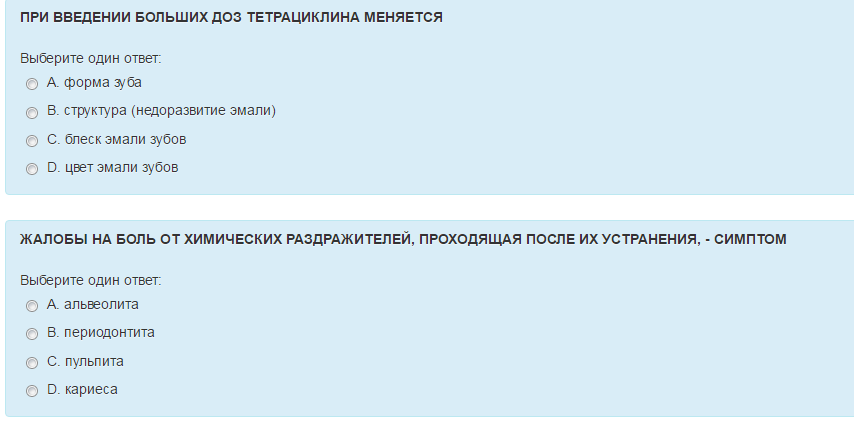 ПРИ ВВЕДЕНИИ БОЛЬШИХ ДОЗ ТЕТРАЦИКЛИНА МЕНЯЕТСЯ
Выберите один ответ:
A. форма зуба
B. структура (недоразвитие эмали)
C. блеск эмали зубов
D. цвет эмали зубов
ЖАЛОБЫ НА БОЛЬ ОТ ХИМИЧЕСКИХ РАЗДРАЖИТЕЛЕЙ, ПРОХОДЯЩАЯ ПОСЛЕ ИХ УСТРАНЕНИЯ, - СИМПТОМ
Выберите один ответ:
A. альвеолита
B. периодонтита
C. пульпита
D. кариеса